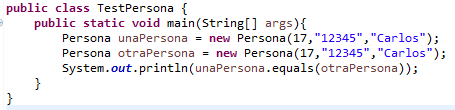 public class TestPersona {
    public static void main(String[] args){
        Persona unaPersona = new Persona(17,"12345","Carlos");
        Persona otraPersona = new Persona(17,"12345","Carlos");
        System.out.println(unaPersona.equals(otraPersona));
    }
}